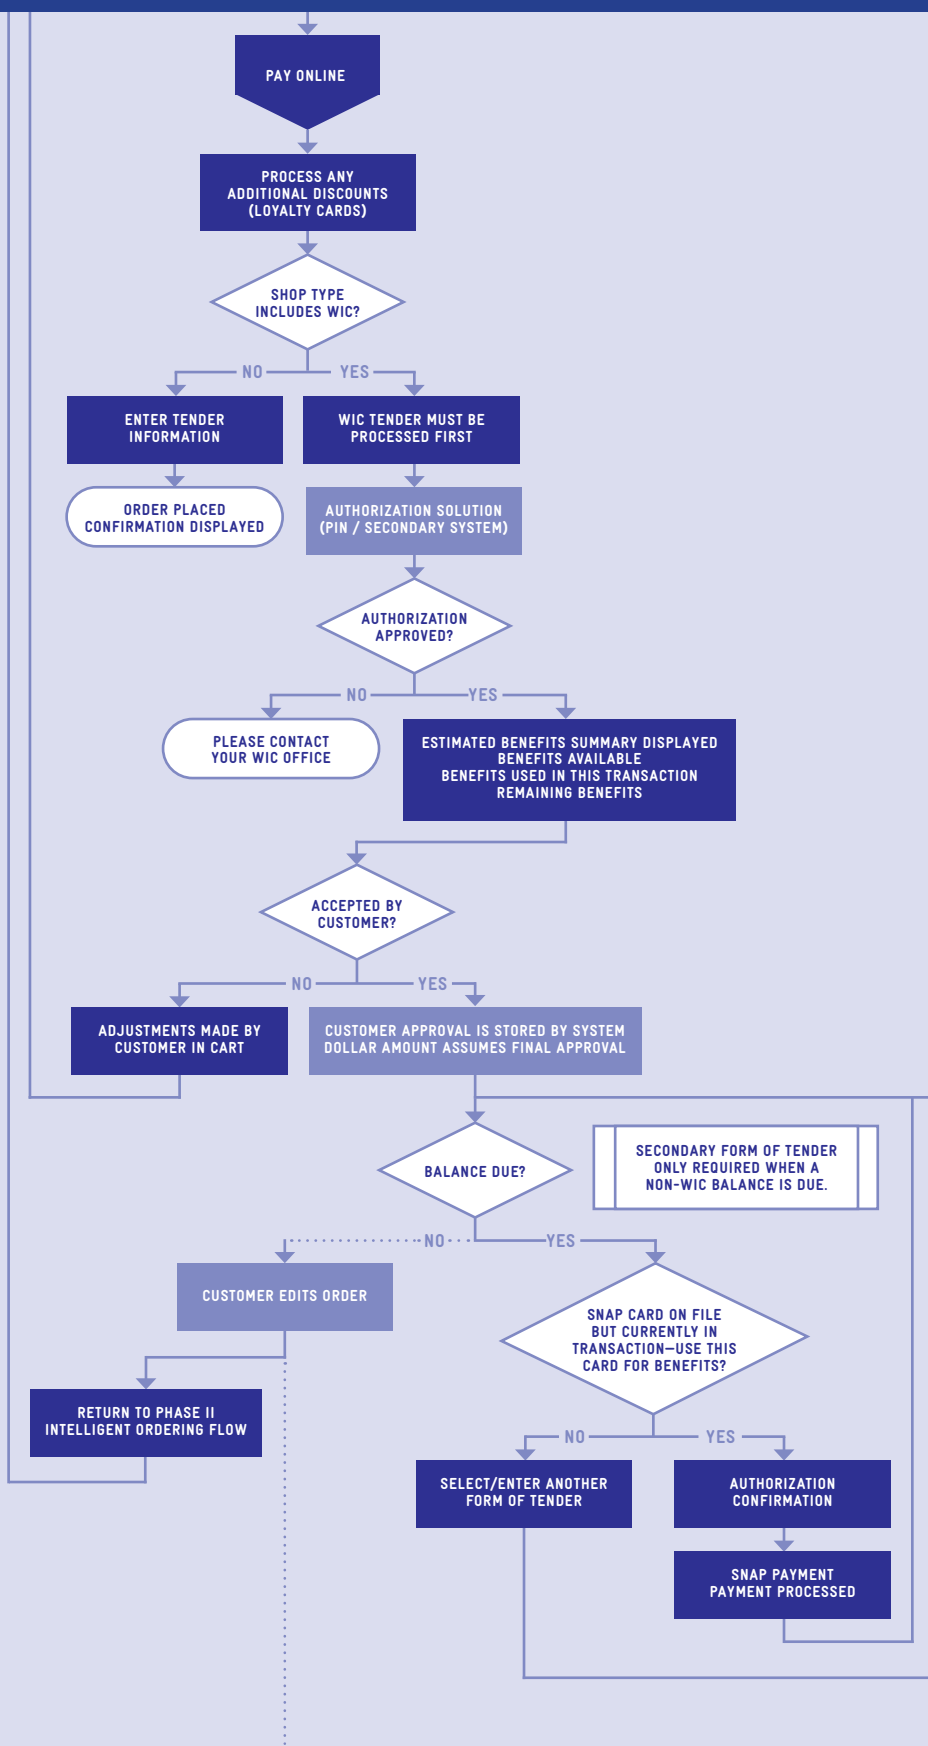 PAY ONLINE
PROCESS ANY
ADDITIONAL DISCOUNTS
(LOYALTY CARDS)
SHOP TYPE
INCLUDES WIC?
NO
YES
ENTER TENDER
INFORMATION
WIC TENDER MUST BE
PROCESSED FIRST
ORDER PLACED
CONFIRMATION DISPLAYED
AUTHORIZATION SOLUTION
(PIN / SECONDARY SYSTEM)
AUTHORIZATION
APPROVED?
NO
YES
PLEASE CONTACT
YOUR WIC OFFICE
ESTIMATED BENEFITS SUMMARY DISPLAYED
BENEFITS AVAILABLE
BENEFITS USED IN THIS TRANSACTION
REMAINING BENEFITS
ACCEPTED BY
CUSTOMER?
NO
YES
ADJUSTMENTS MADE BY
CUSTOMER IN CART
CUSTOMER APPROVAL IS STORED BY SYSTEM
DOLLAR AMOUNT ASSUMES FINAL APPROVAL
BALANCE DUE?
SECONDARY FORM OF TENDER
ONLY REQUIRED WHEN A
NON-WIC BALANCE IS DUE.
NO
YES
CUSTOMER EDITS ORDER
SNAP CARD ON FILE
BUT CURRENTLY IN
TRANSACTION—USE THIS
CARD FOR BENEFITS?
RETURN TO PHASE II
INTELLIGENT ORDERING FLOW
NO
YES
SELECT/ENTER ANOTHER
FORM OF TENDER
AUTHORIZATION
CONFIRMATION
SNAP PAYMENT
PAYMENT PROCESSED